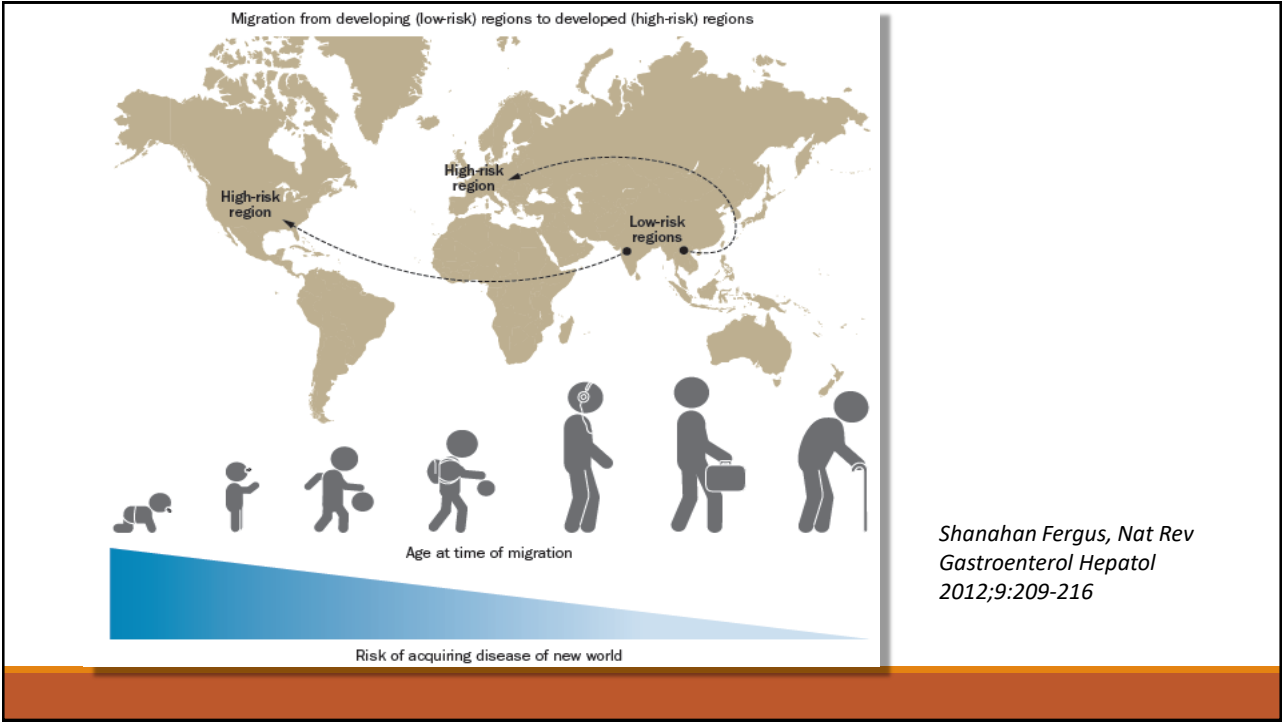 Migration from developing (low-risk) regions to developed (high-risk) regions
High-risk
region
High-risk
region
Low-risk
regions
Age at time of migration
Risk of acquiring disease of new world
Shanahan Fergus, Nat Rev
Gastroenterol Hepatol
2012;9:209-216